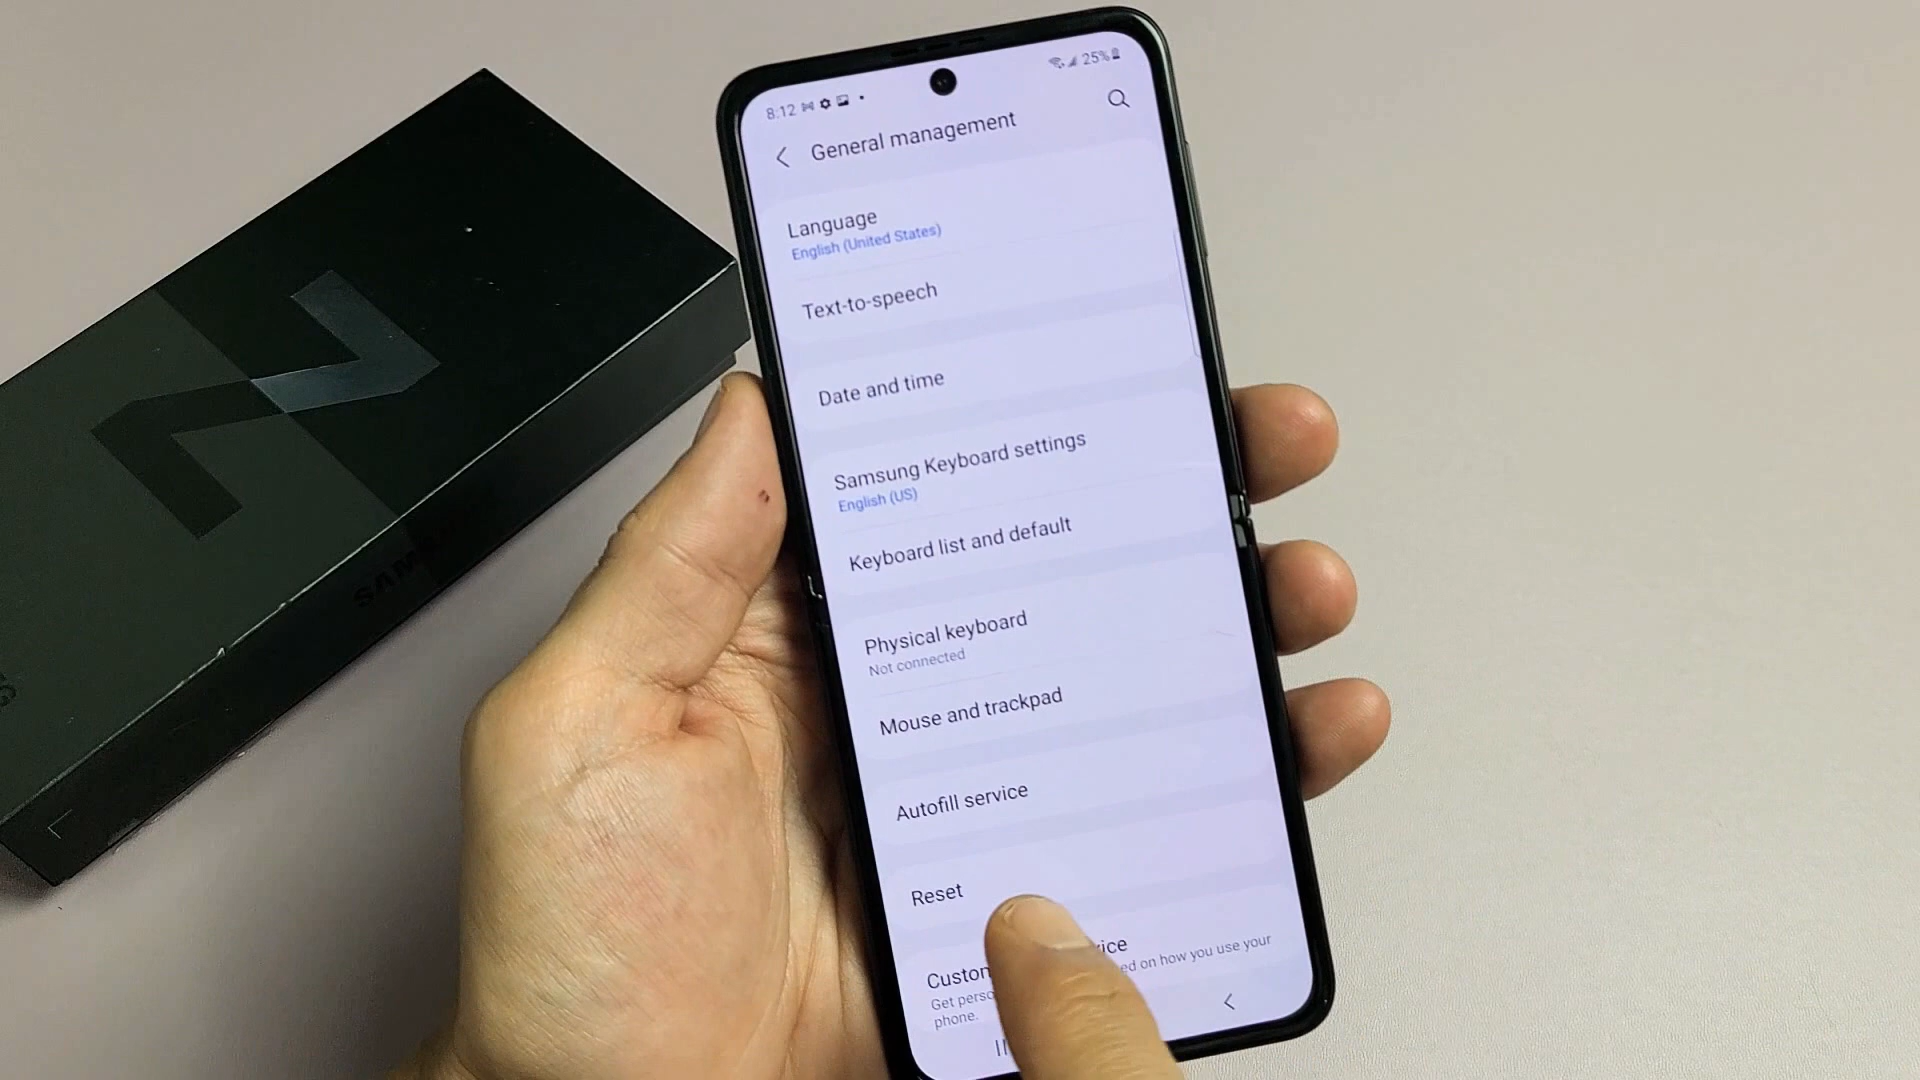 8:12
25%
General management
Language
English (United States)
Text-to-speech
Date and time
Samsung Keyboard settings
English (US)
Keyboard list and default
Physical keyboard
Not connected
Mouse and trackpad
Autofill service
Reset
Get
on how you use your
phone.